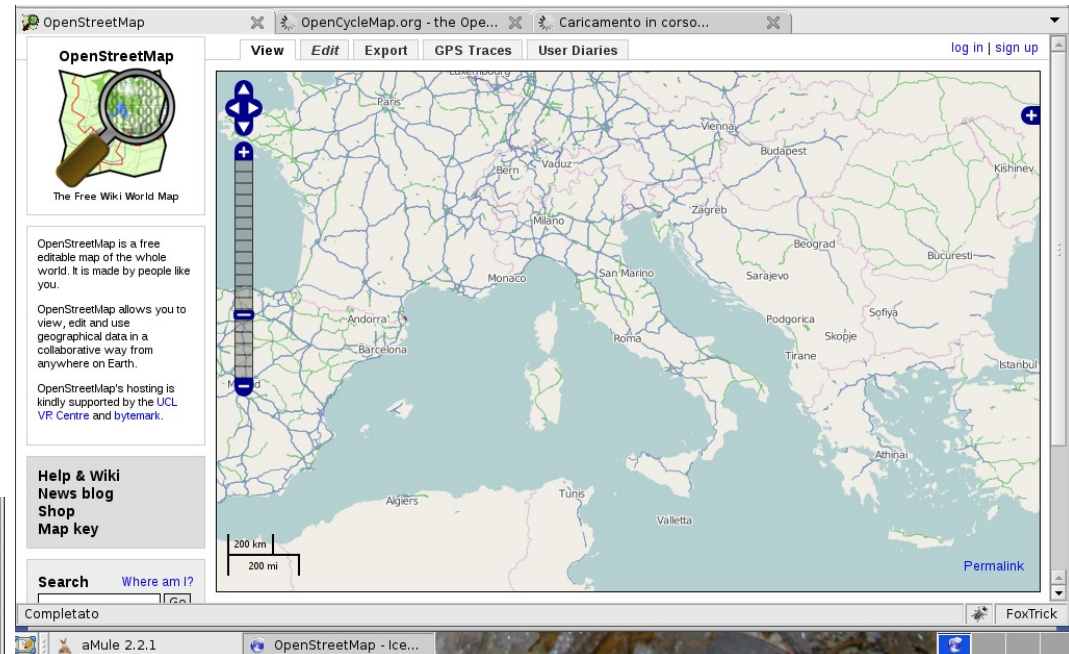 OpenStreetMap
OpenCycleMap.org - the Ope...
Caricamento in corso...
OpenStreetMap
The Free Wiki World Map
View Edit Export GPS Traces User Diaries
log in | sign up
OpenStreetMap is a free
editable map of the whole
world. It is made by people like
you.
OpenStreetMap allows you to
view, edit and use
geographical data in a
collaborative way from
anywhere on Earth.
OpenStreetMap's hosting is
kindly supported by the UCL
VR Centre and bytemark.
Help & Wiki
News blog
Shop
Map key
Search Where am I?
Go
Luxembourg
Paris
Vienna
Budapest
Kishinev
Bern
Vaduz
Zagreb
Milano
Beograd
Bucuresti
Monaco
San Marino
Sarajevo
Andorra
Podgorica
Sofiya
Roma
Skopje
Barcelona
Tirane
Istanbul
Athinai
Algiers
Tunis
Valletta
200 km
200 mi
Permalink
Completato
FoxTrick
aMule 2.2.1
OpenStreetMap - Ice...